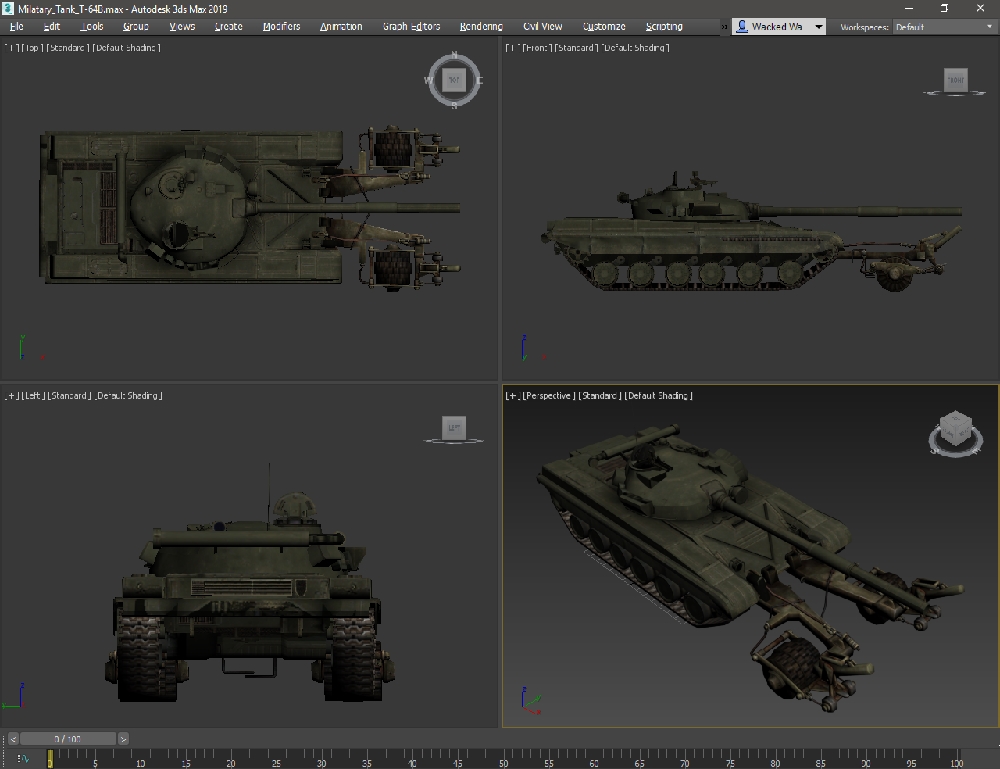 Milatary_Tank_T-64B.max - Autodesk 3ds Max 2019
File Edit Tools Group Views Create Modifiers Animation Graph Editors Rendering Civil View Customize Scripting » Wacked Wa Workspaces: Default
[+] [Top] [Standard] [Default Shading]
[+] [Front] [Standard] [Default Shading]
N
W TOP E
S
FRONT
[+] [Left] [Standard] [Default Shading]
[+] [Perspective] [Standard] [Default Shading]
LEFT
< 0 / 100 >
0 5 10 15 20 25 30 35 40 45 50 55 60 65 70 75 80 85 90 95 100